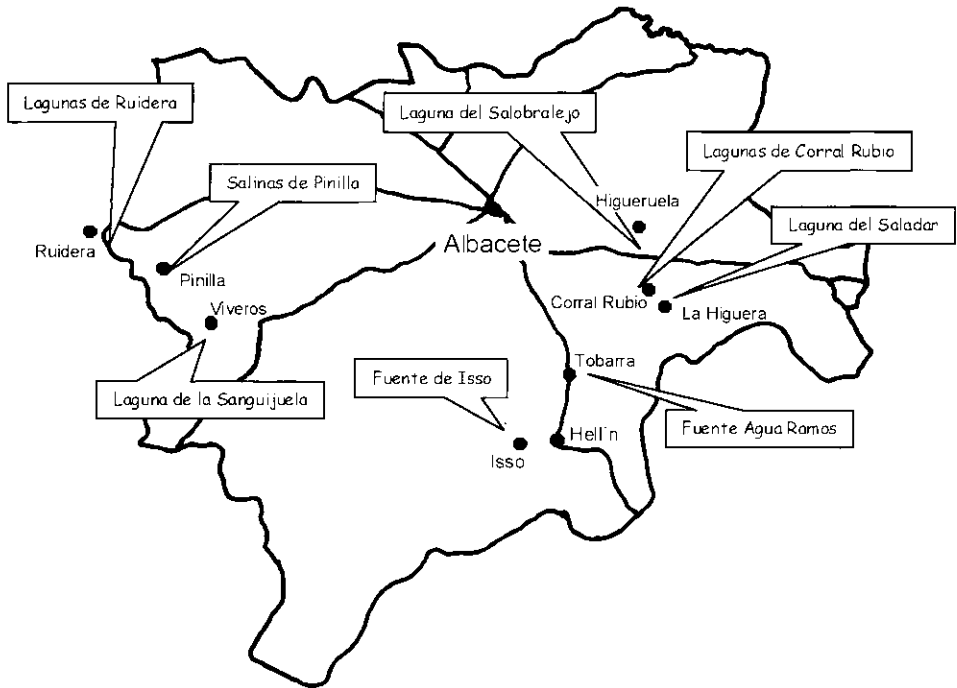 Lagunas de Ruidera
Laguna del Salobralejo
Lagunas de Corral Rubio
Salinas de Pinilla
Higueruela
Laguna del Saladar
Ruidera
Albacete
Pinilla
Corral Rubio
La Higuera
Viveros
Tobarra
Fuente de Isso
Laguna de la Sanguijuela
Fuente Agua Ramos
Hell´n
Isso